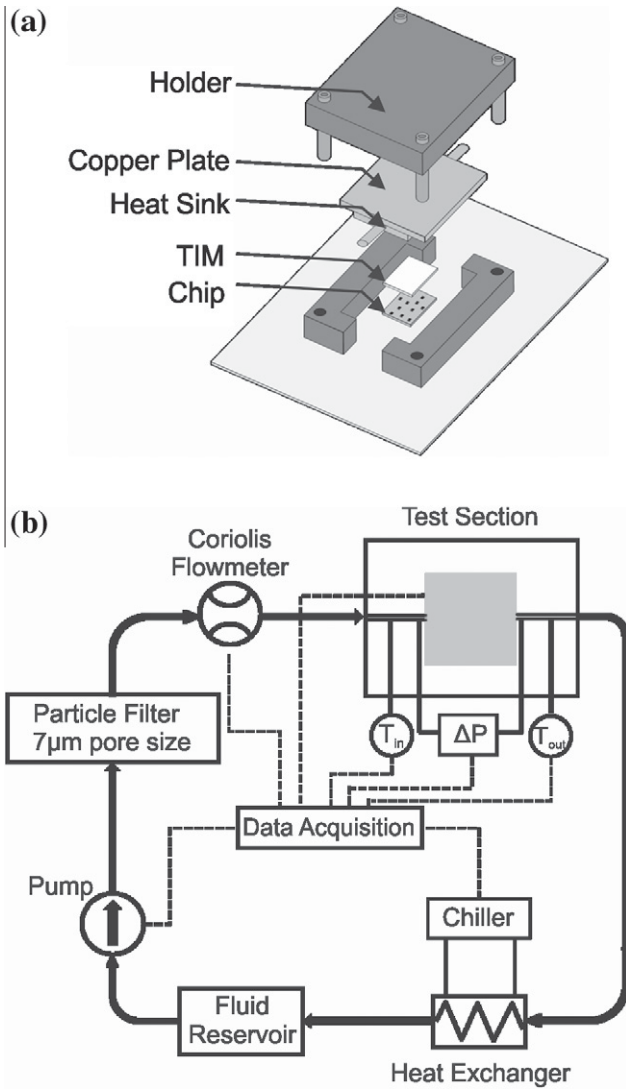 (a)
Holder
Copper Plate
Heat Sink
TIM
Chip
(b)
Test Section
Coriolis
Flowmeter
Particle Filter
7µm pore size
Tin
ΔP
Tout
Data Acquisition
Pump
Chiller
Fluid
Reservoir
Heat Exchanger